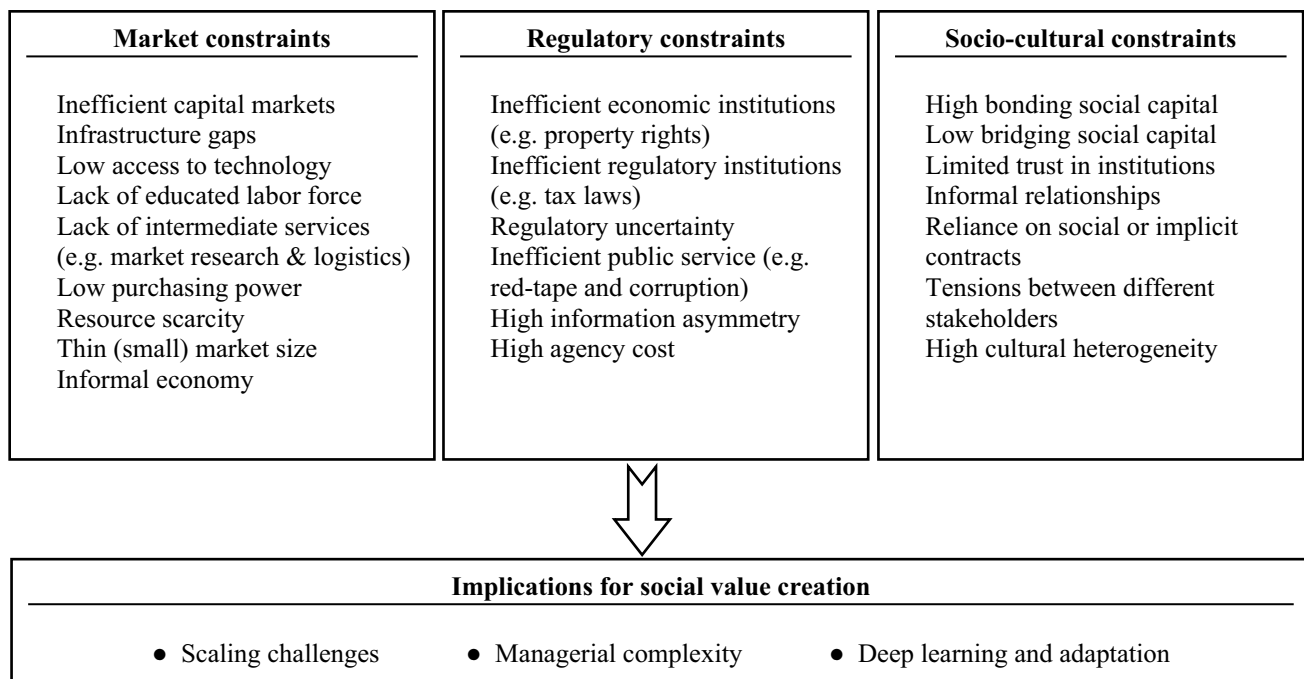 Market constraints
Inefficient capital markets
Infrastructure gaps
Low access to technology
Lack of educated labor force
Lack of intermediate services
(e.g. market research & logistics)
Low purchasing power
Resource scarcity
Thin (small) market size
Informal economy
Regulatory constraints
Inefficient economic institutions
(e.g. property rights)
Inefficient regulatory institutions
(e.g. tax laws)
Regulatory uncertainty
Inefficient public service (e.g.
red-tape and corruption)
High information asymmetry
High agency cost
Socio-cultural constraints
High bonding social capital
Low bridging social capital
Limited trust in institutions
Informal relationships
Reliance on social or implicit
contracts
Tensions between different
stakeholders
High cultural heterogeneity
Implications for social value creation
● Scaling challenges ● Managerial complexity ● Deep learning and adaptation